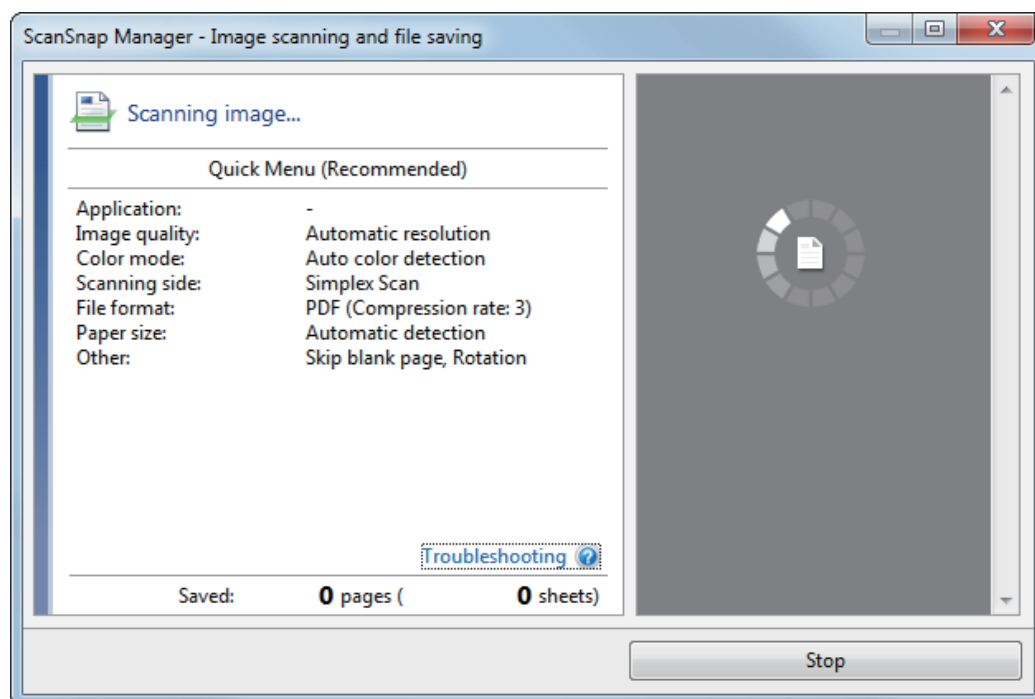 ScanSnap Manager - Image scanning and file saving
Scanning image...
Quick Menu (Recommended)
Application: -
Image quality: Automatic resolution
Color mode: Auto color detection
Scanning side: Simplex Scan
File format: PDF (Compression rate: 3)
Paper size: Automatic detection
Other: Skip blank page, Rotation
Troubleshooting
Saved: 0 pages ( 0 sheets)
Stop